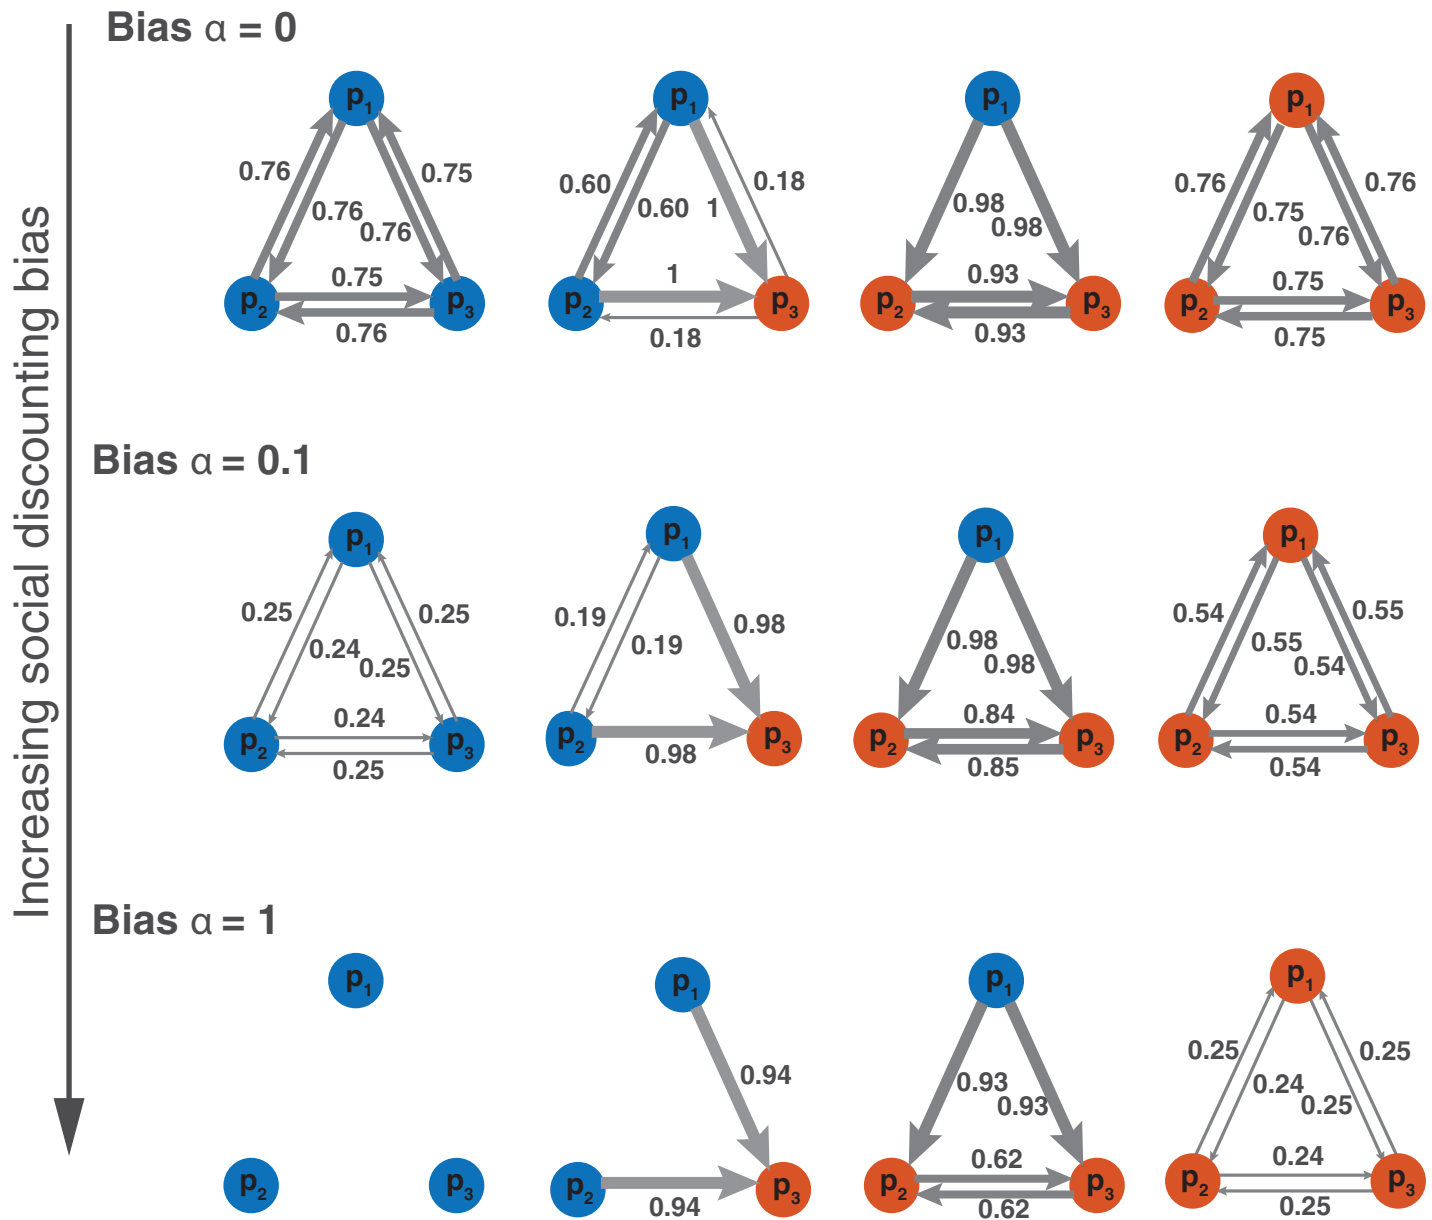 Increasing social discounting bias
Bias α = 0
p1
0.76
0.75
0.76
0.76
p2
0.75
p3
0.76
p1
0.60
0.18
0.60
1
p2
1
p3
0.18
p1
0.98
0.98
p2
0.93
p3
0.93
p1
0.76
0.76
0.75
0.76
p2
0.75
p3
0.75
Bias α = 0.1
p1
0.25
0.25
0.24
0.25
p2
0.24
p3
0.25
p1
0.19
0.98
0.19
p2
0.98
p3
p1
0.98
0.98
p2
0.84
p3
0.85
p1
0.54
0.55
0.55
0.54
p2
0.54
p3
0.54
Bias α = 1
p1
p2
p3
p1
0.94
p2
0.94
p3
p1
0.93
0.93
p2
0.62
p3
0.62
p1
0.25
0.25
0.24
0.25
p2
0.24
p3
0.25